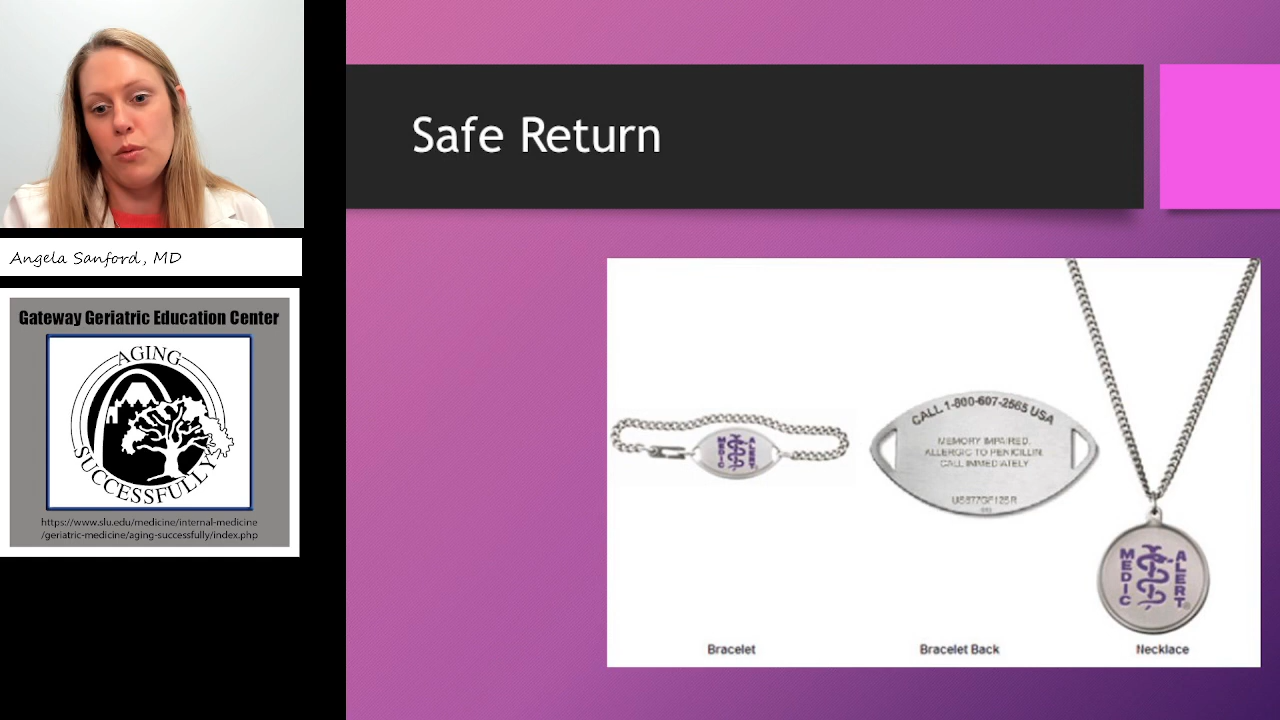 Safe Return
Angela Sanford, MD
Gateway Geriatric Education Center
AGING
SUCCESSFULLY
https://www.slu.edu/medicine/internal-medicine
/geriatric-medicine/aging-successfully/index.php
MEDIC ALERT
CALL 1-800-607-2565 USA
MEMORY IMPAIRED.
ALLERGIC TO PENICILLIN.
CALL IMMEDIATELY
MEDIC ALERT®
Bracelet
Bracelet Back
Necklace